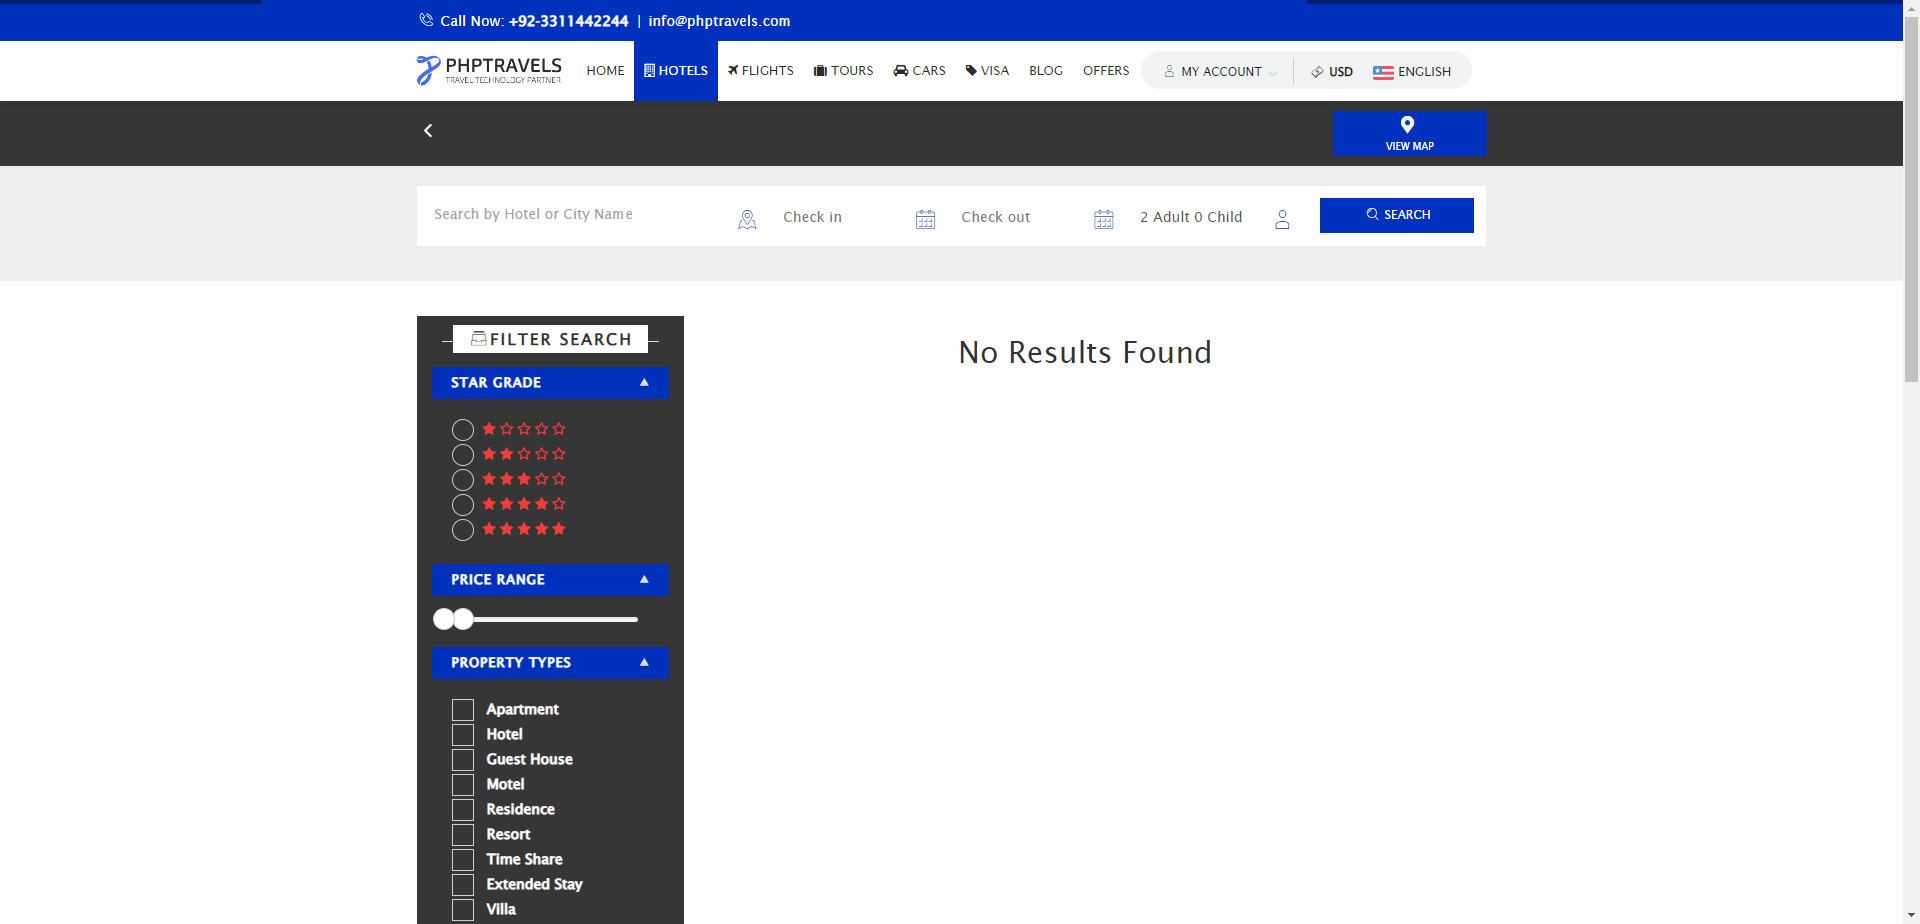 Call Now: +92-3311442244 | info@phptravels.com
PHPTRAVELS
TRAVEL TECHNOLOGY PARTNER
HOME HOTELS FLIGHTS TOURS CARS VISA BLOG OFFERS MY ACCOUNT USD ENGLISH
VIEW MAP
Search by Hotel or City Name Check in Check out 2 Adult 0 Child SEARCH
FILTER SEARCH
No Results Found
STAR GRADE
PRICE RANGE
PROPERTY TYPES
Apartment
Hotel
Guest House
Motel
Residence
Resort
Time Share
Extended Stay
Villa